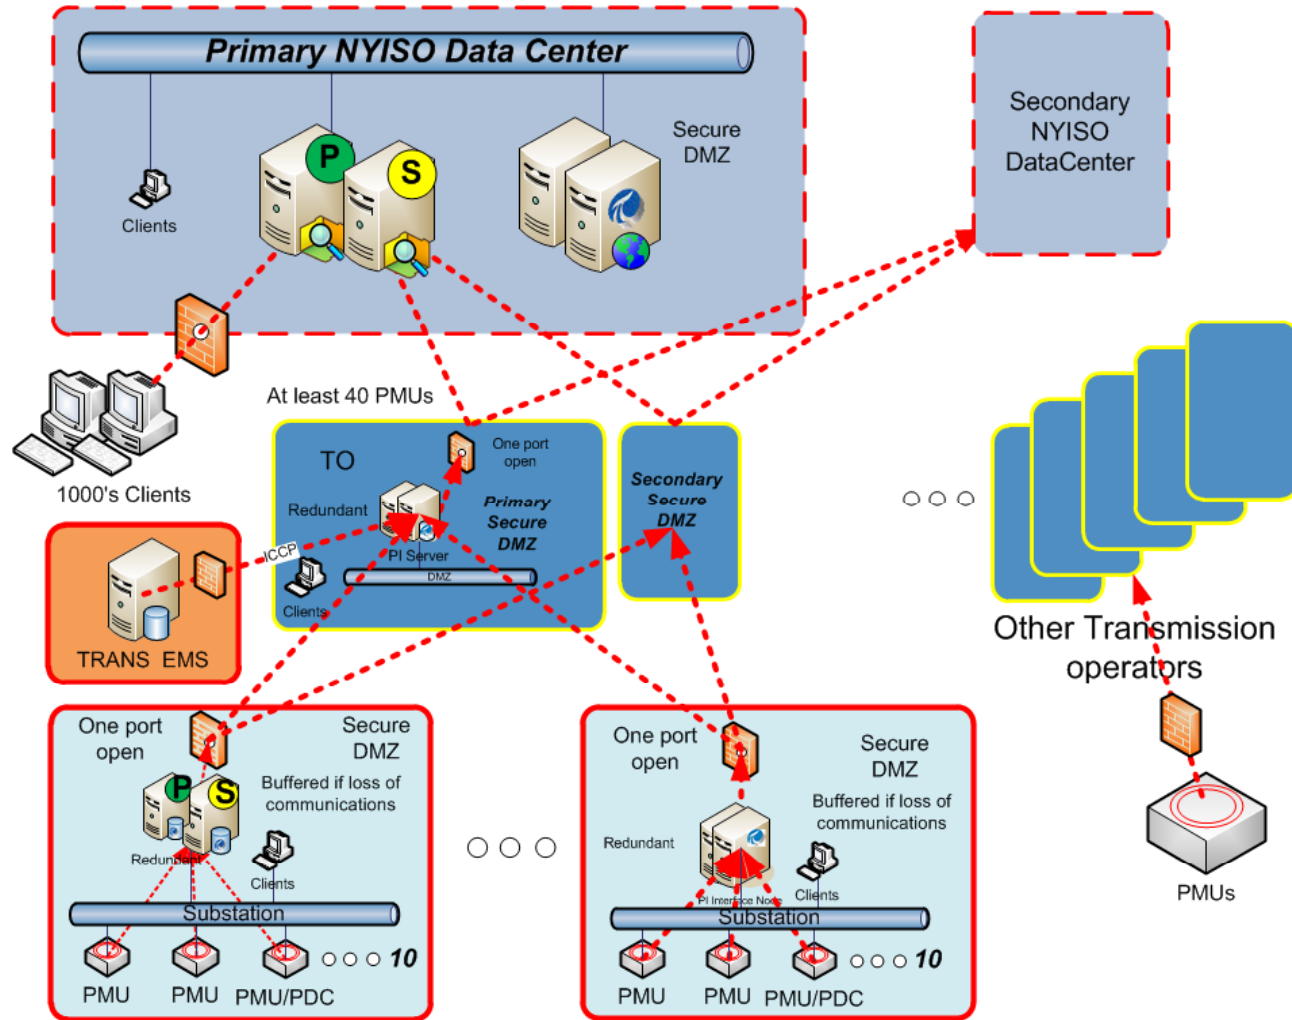 Primary NYISO Data Center
Secure
DMZ
P
S
Clients
Secondary
NYISO
DataCenter
1000's Clients
At least 40 PMUs
TO
One port
open
Redundant
Primary
Secure
DMZ
PI Server
DMZ
Clients
ICCP
Secondary
Secure
DMZ
TRANS EMS
Other Transmission
operators
PMUs
One port
open
Secure
DMZ
Buffered if loss of
communications
P
S
Redundant
Clients
Substation
PMU
PMU
PMU/PDC
10
One port
open
Secure
DMZ
Buffered if loss of
communications
Redundant
PI Interface Node
Clients
Substation
PMU
PMU
PMU/PDC
10